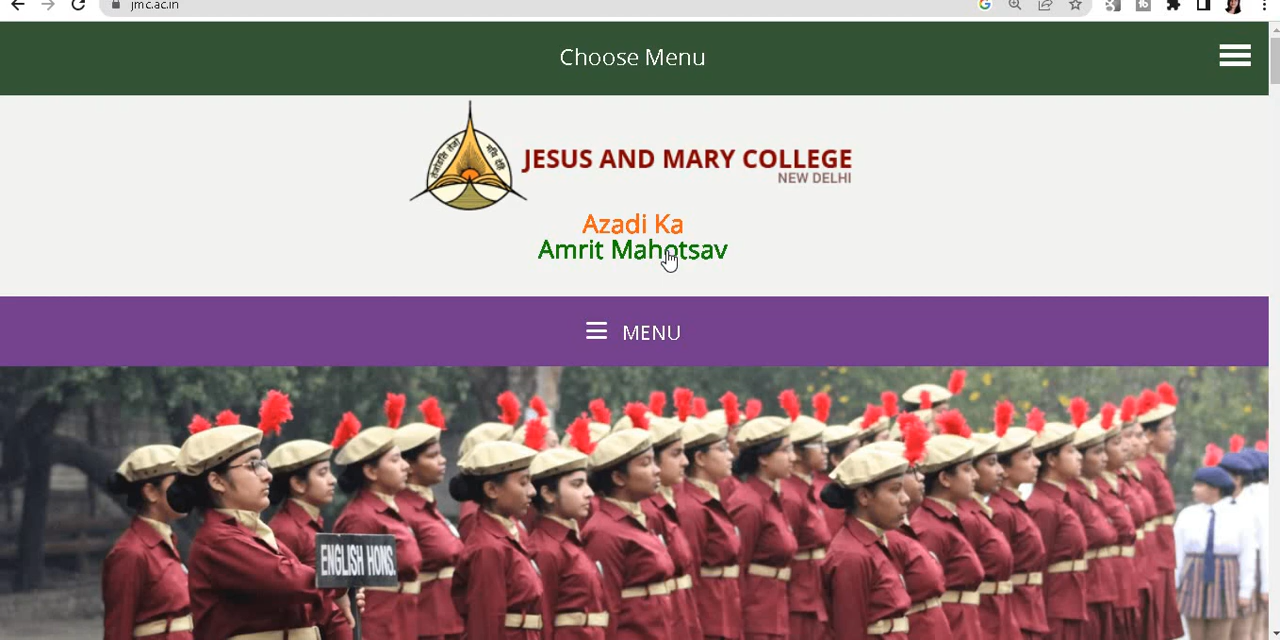 jmc.ac.in
Choose Menu
JESUS AND MARY COLLEGE
NEW DELHI
Azadi Ka
Amrit Mahotsav
MENU
ENGLISH HONS.